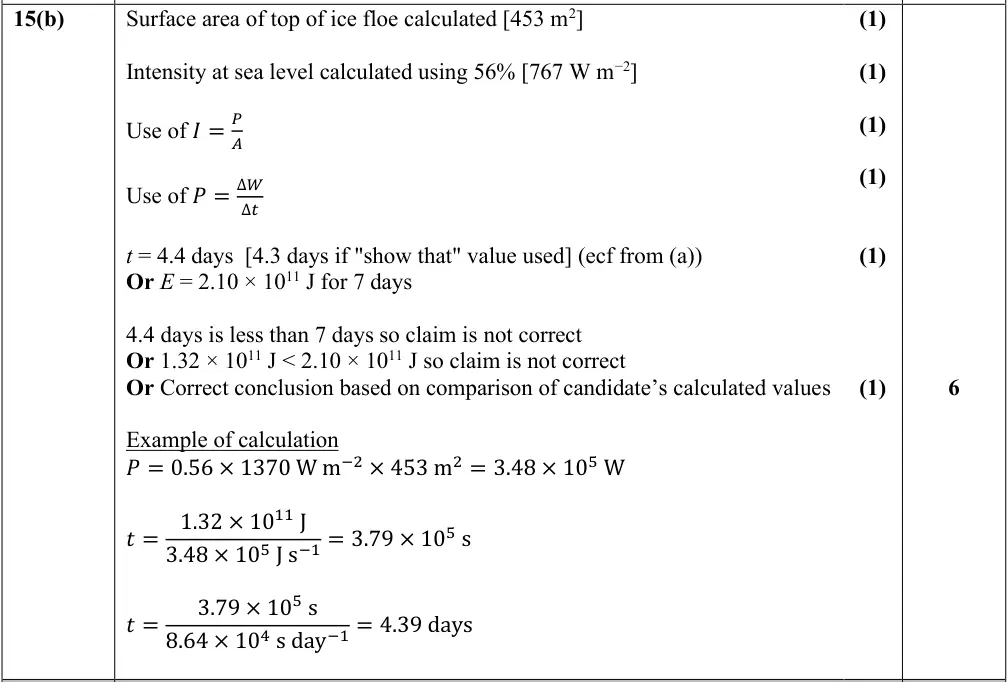 15(b) Surface area of top of ice floe calculated [453 m²] (1)
Intensity at sea level calculated using 56% [767 W m⁻²] (1)
Use of I = P/A (1)
Use of P = ΔW/Δt (1)
t = 4.4 days [4.3 days if "show that" value used] (ecf from (a)) (1)
Or E = 2.10 × 10¹¹ J for 7 days
4.4 days is less than 7 days so claim is not correct
Or 1.32 × 10¹¹ J < 2.10 × 10¹¹ J so claim is not correct
Or Correct conclusion based on comparison of candidate’s calculated values (1) 6
Example of calculation
P = 0.56 × 1370 W m⁻² × 453 m² = 3.48 × 10⁵ W
t = 1.32 × 10¹¹ J / 3.48 × 10⁵ J s⁻¹ = 3.79 × 10⁵ s
t = 3.79 × 10⁵ s / 8.64 × 10⁴ s day⁻¹ = 4.39 days